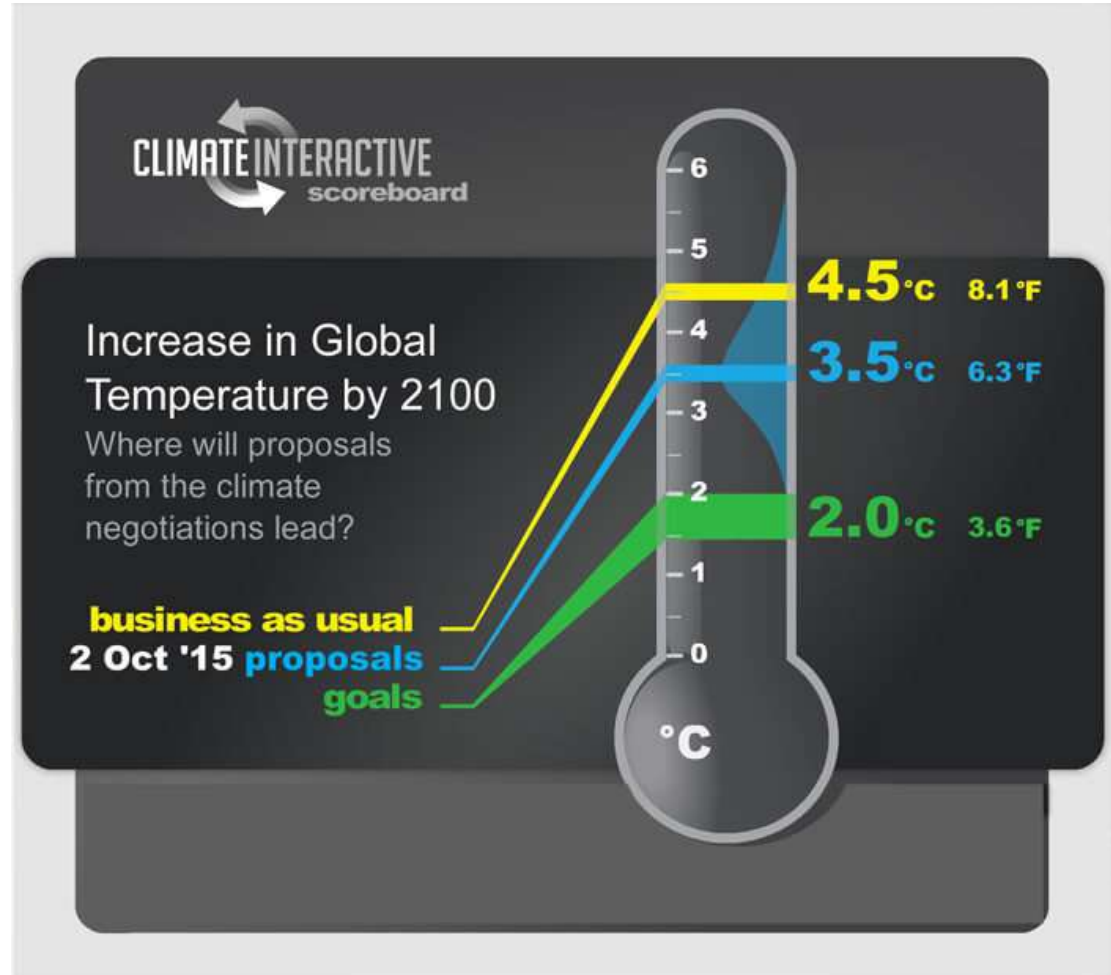 CLIMATE INTERACTIVE
scoreboard
Increase in Global
Temperature by 2100
Where will proposals
from the climate
negotiations lead?
business as usual
2 Oct '15 proposals
goals
6
5
4
3
2
1
0
°C
4.5°C 8.1°F
3.5°C 6.3°F
2.0°C 3.6°F